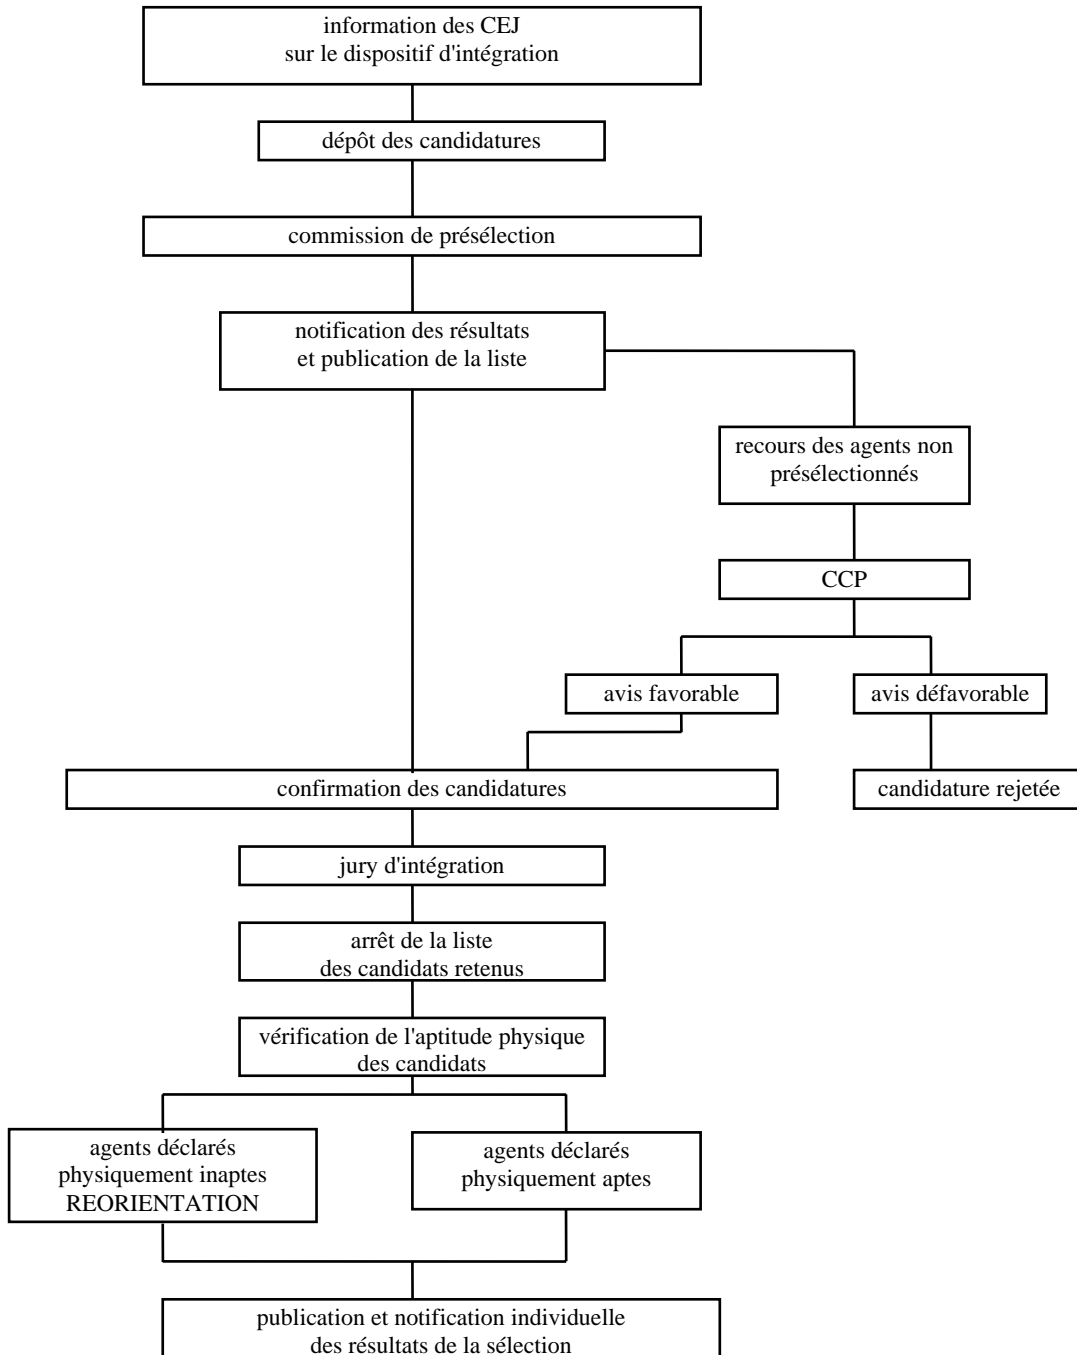 information des CEJ
sur le dispositif d'intégration
dépôt des candidatures
commission de présélection
notification des résultats
et publication de la liste
recours des agents non
présélectionnés
CCP
avis favorable
avis défavorable
confirmation des candidatures
candidature rejetée
jury d'intégration
arrêt de la liste
des candidats retenus
vérification de l'aptitude physique
des candidats
agents déclarés
physiquement inaptes
REORIENTATION
agents déclarés
physiquement aptes
publication et notification individuelle
des résultats de la sélection